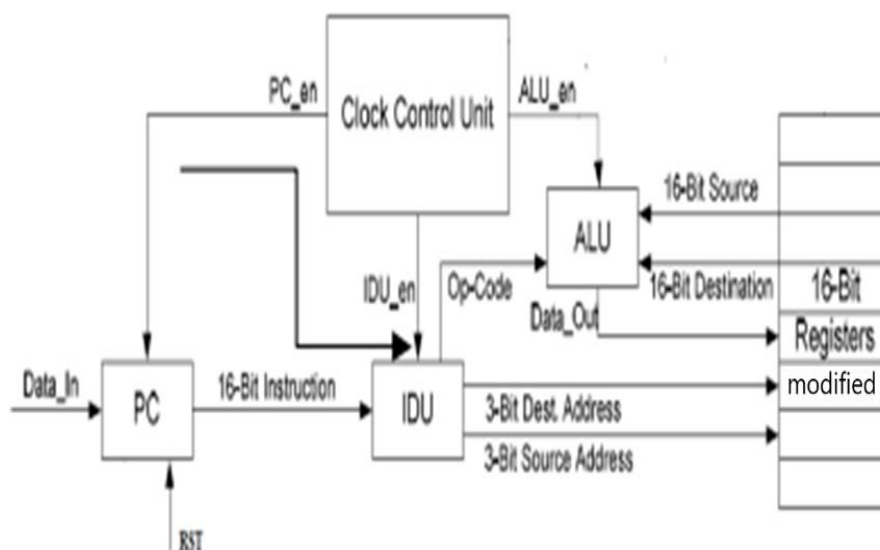 PC_en
Clock Control Unit
ALU_en
16-Bit Source
ALU
IDU_en
Op-Code
16-Bit Destination
16-Bit
Data_Out
Registers
Data_In
16-Bit Instruction
modified
PC
IDU
3-Bit Dest. Address
3-Bit Source Address
RST